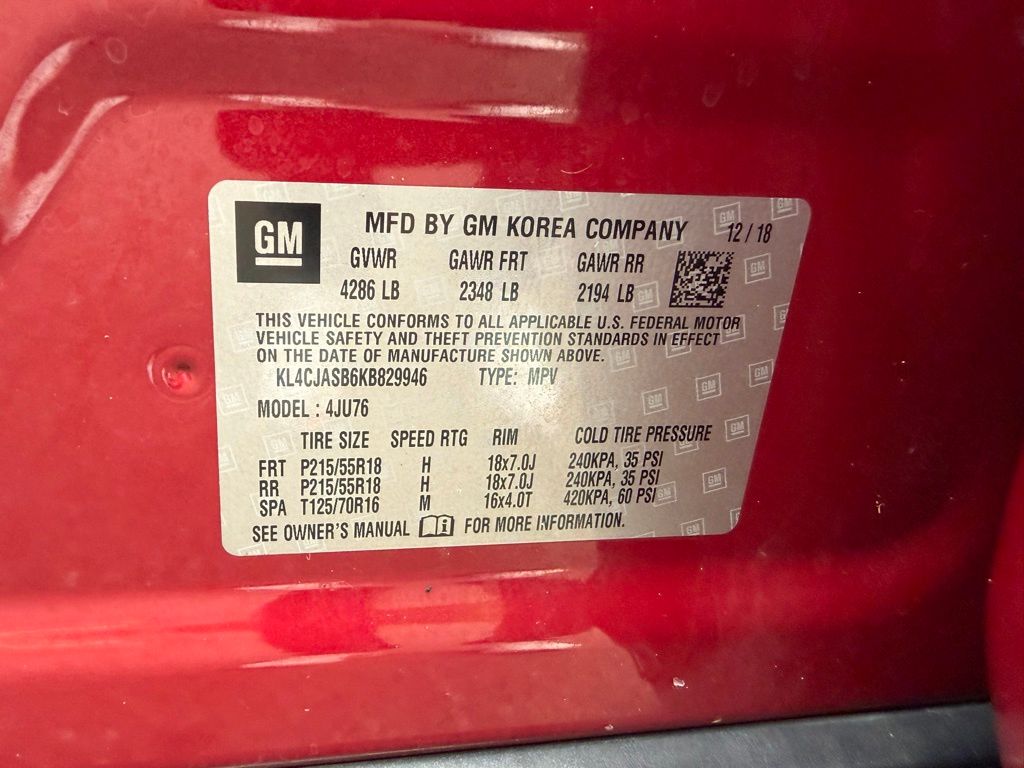 GM MFD BY GM KOREA COMPANY 12 / 18
GVWR GAWR FRT GAWR RR
4286 LB 2348 LB 2194 LB
THIS VEHICLE CONFORMS TO ALL APPLICABLE U.S. FEDERAL MOTOR
VEHICLE SAFETY AND THEFT PREVENTION STANDARDS IN EFFECT
ON THE DATE OF MANUFACTURE SHOWN ABOVE.
KL4CJASB6KB829946 TYPE: MPV
MODEL : 4JU76
TIRE SIZE SPEED RTG RIM COLD TIRE PRESSURE
FRT P215/55R18 H 18x7.0J 240KPA, 35 PSI
RR P215/55R18 H 18x7.0J 240KPA, 35 PSI
SPA T125/70R16 M 16x4.0T 420KPA, 60 PSI
SEE OWNER'S MANUAL FOR MORE INFORMATION.